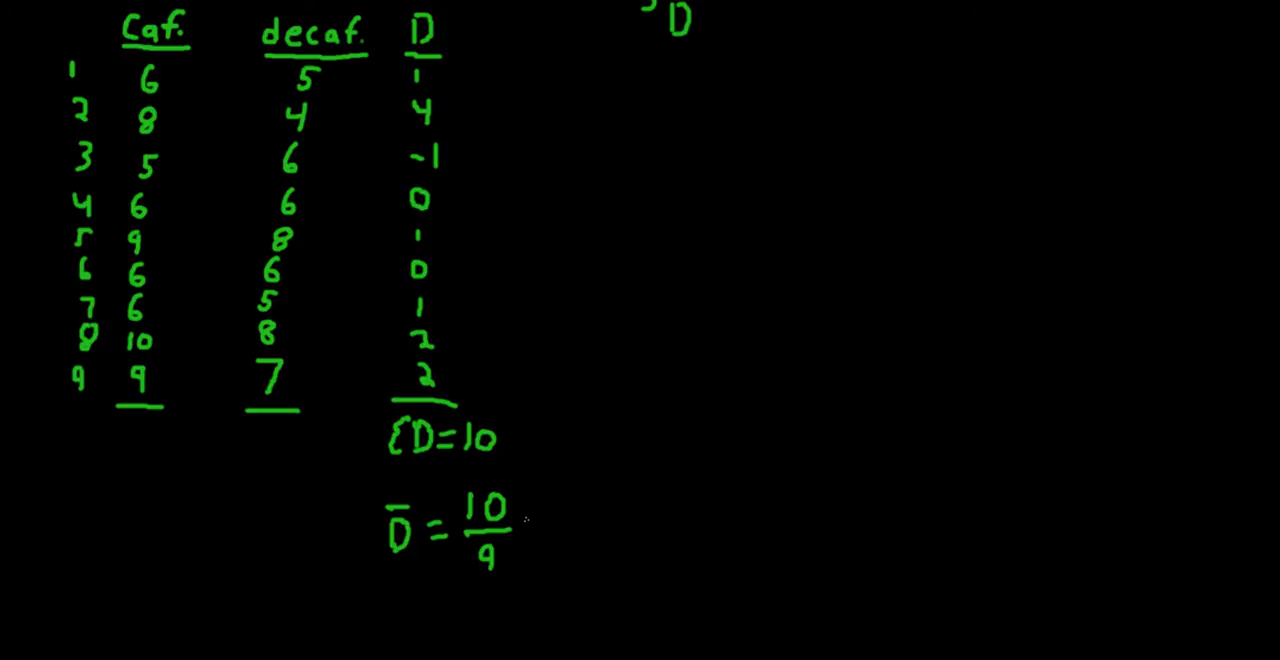 Caf. decaf. D
1 6 5 1
2 8 4 4
3 5 6 -1
4 6 6 0
5 9 8 1
6 6 6 0
7 6 5 1
8 10 8 2
9 9 7 2
ΣD=10
D̄ = 10/9
D